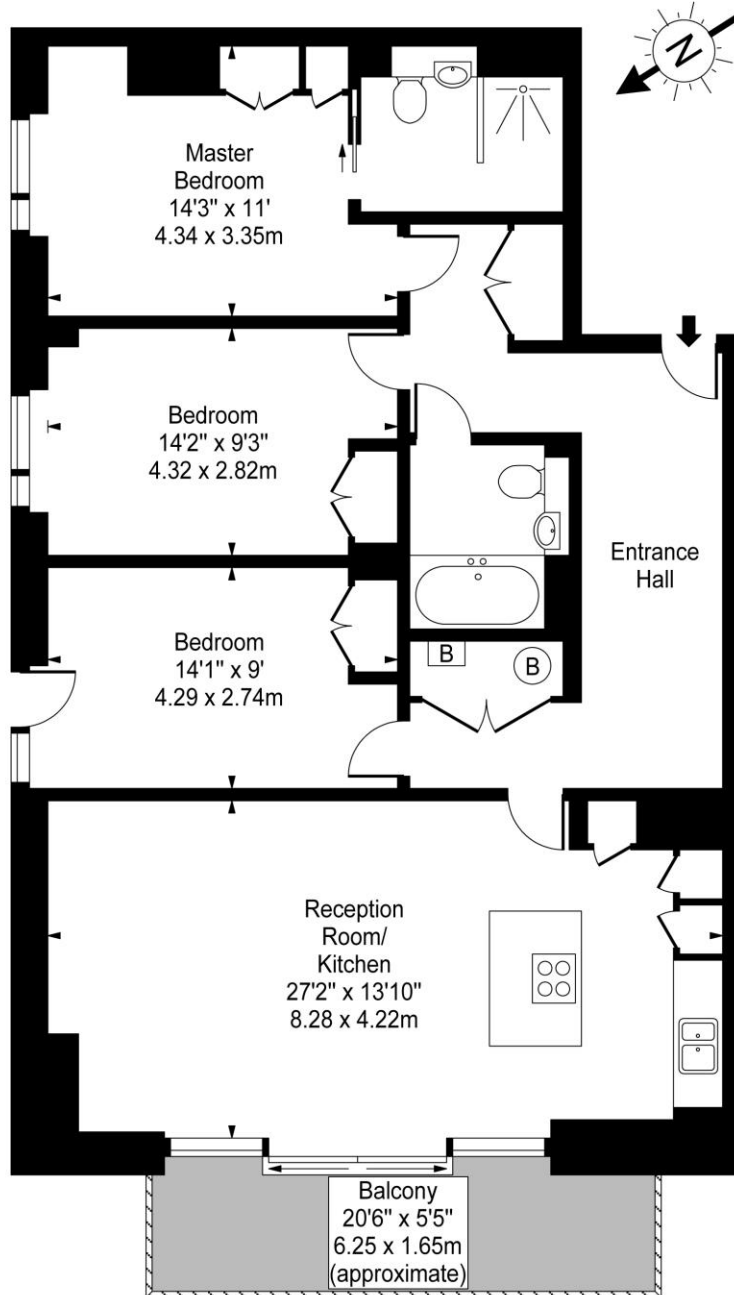 N
Master
Bedroom
14'3" x 11'
4.34 x 3.35m
Bedroom
14'2" x 9'3"
4.32 x 2.82m
Entrance
Hall
Bedroom
14'1" x 9'
4.29 x 2.74m
B
B
Reception
Room/
Kitchen
27'2" x 13'10"
8.28 x 4.22m
Balcony
20'6" x 5'5"
6.25 x 1.65m
(approximate)